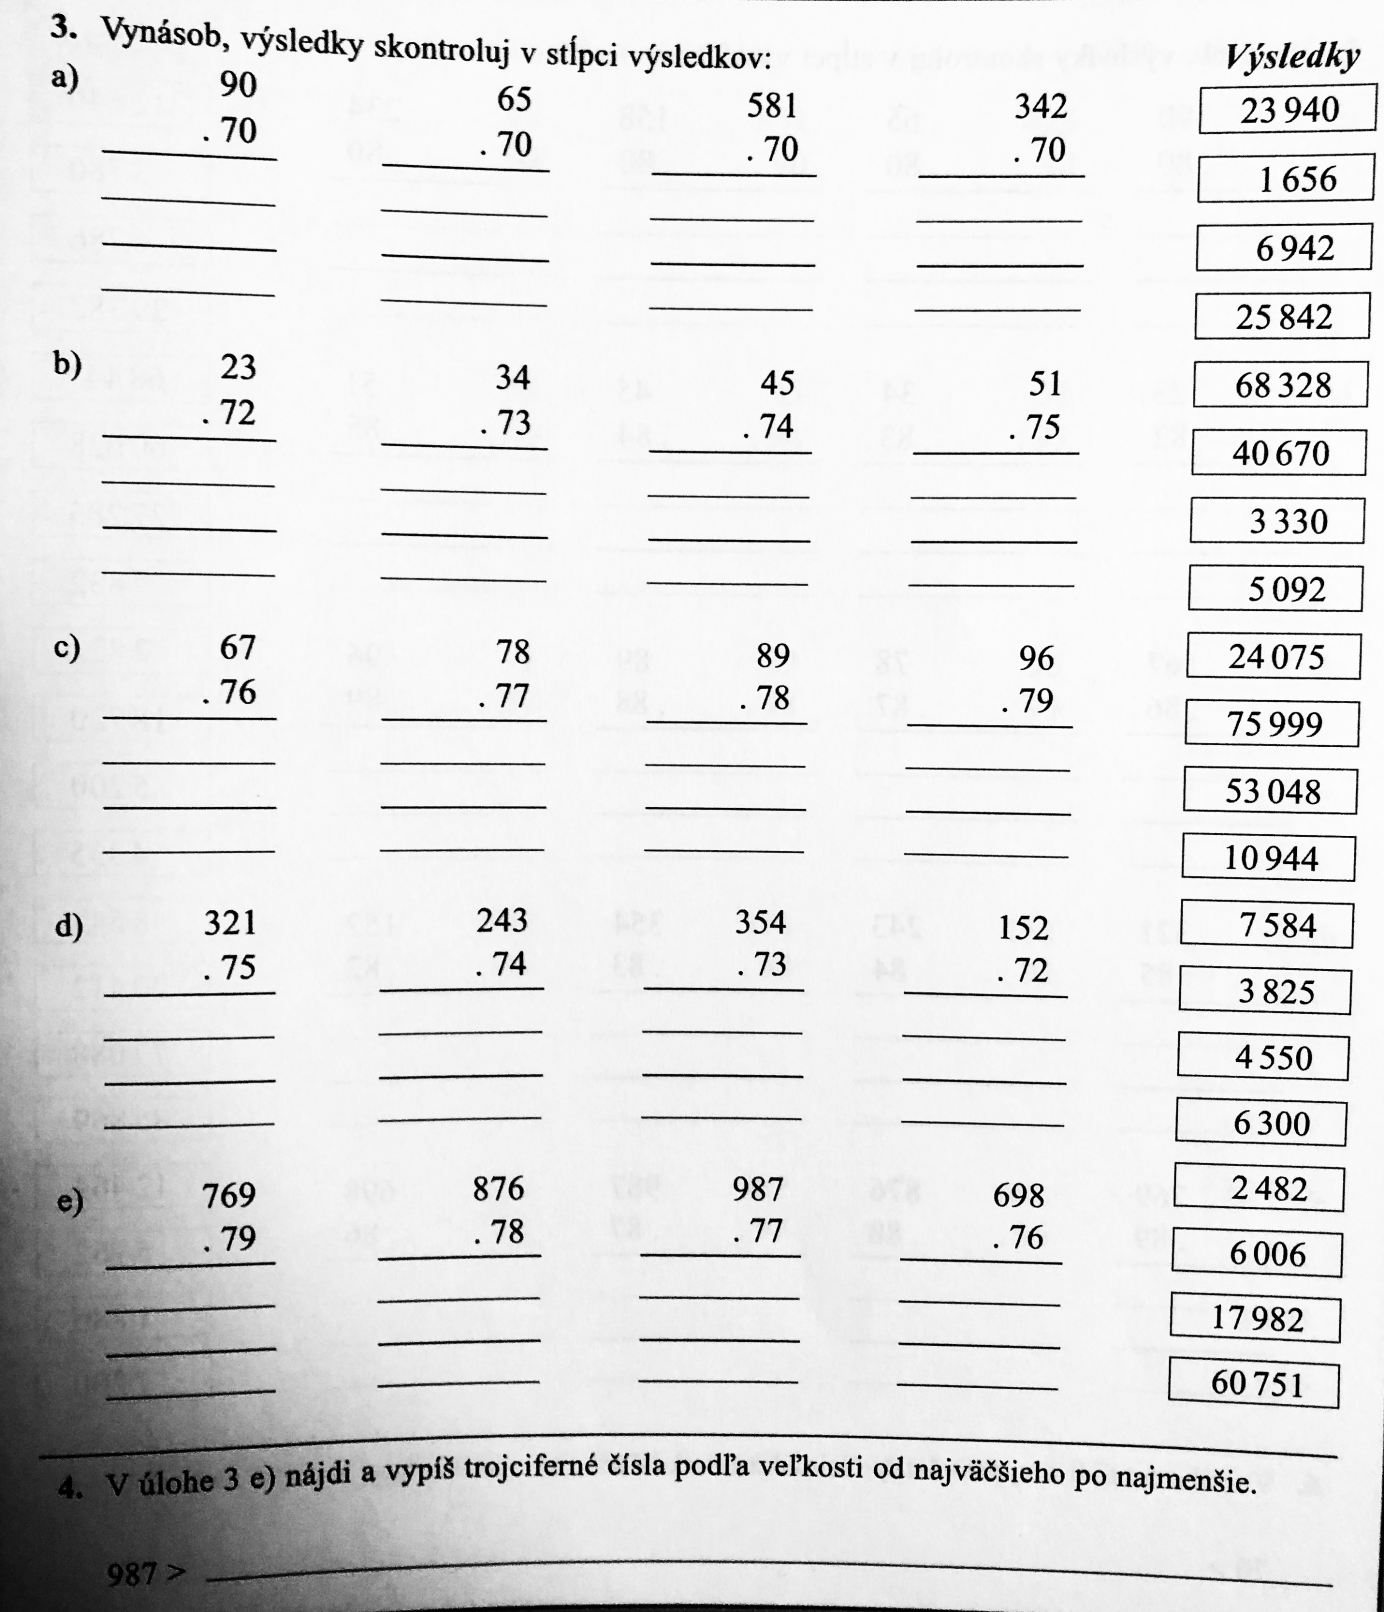 3. Vynásob, výsledky skontroluj v stĺpci výsledkov:
Výsledky
a) 90 65 581 342
. 70 . 70 . 70 . 70
b) 23 34 45 51
. 72 . 73 . 74 . 75
c) 67 78 89 96
. 76 . 77 . 78 . 79
d) 321 243 354 152
. 75 . 74 . 73 . 72
e) 769 876 987 698
. 79 . 78 . 77 . 76
23 940
1 656
6 942
25 842
68 328
40 670
3 330
5 092
24 075
75 999
53 048
10 944
7 584
3 825
4 550
6 300
2 482
6 006
17 982
60 751
4. V úlohe 3 e) nájdi a vypíš trojciferné čísla podľa veľkosti od najväčšieho po najmenšie.
987 >